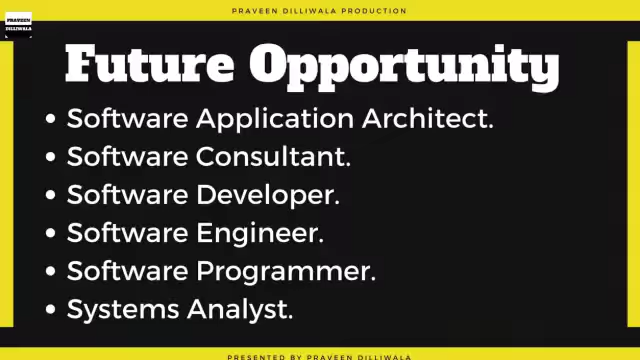 PRAVEEN DILLIWALA PRODUCTION
PRAVEEN
DILLIWALA
Future Opportunity
• Software Application Architect.
• Software Consultant.
• Software Developer.
• Software Engineer.
• Software Programmer.
• Systems Analyst.
PRESENTED BY PRAVEEN DILLIWALA